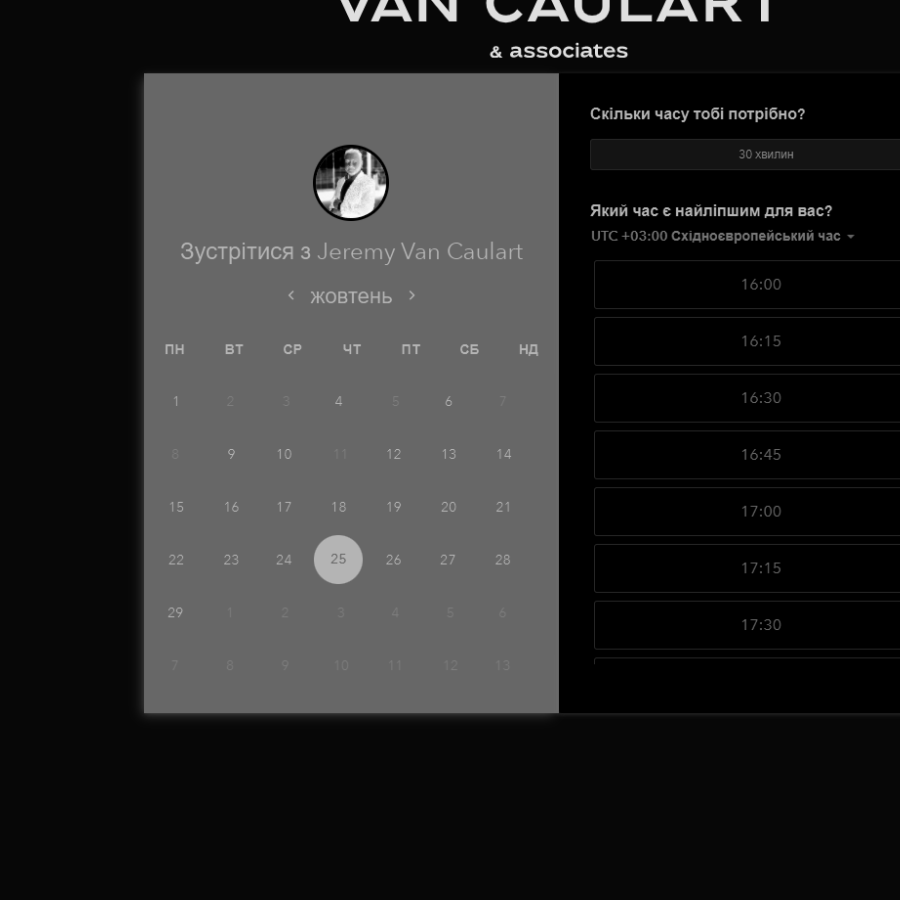 VAN CAULART
& associates
Зустрітися з Jeremy Van Caulart
жовтень
ПН ВТ СР ЧТ ПТ СБ НД
1 2 3 4 5 6 7
8 9 10 11 12 13 14
15 16 17 18 19 20 21
22 23 24 25 26 27 28
29 1 2 3 4 5 6
7 8 9 10 11 12 13
Скільки часу тобі потрібно?
30 хвилин
Який час є найліпшим для вас?
UTC +03:00 Східноєвропейський час
16:00
16:15
16:30
16:45
17:00
17:15
17:30